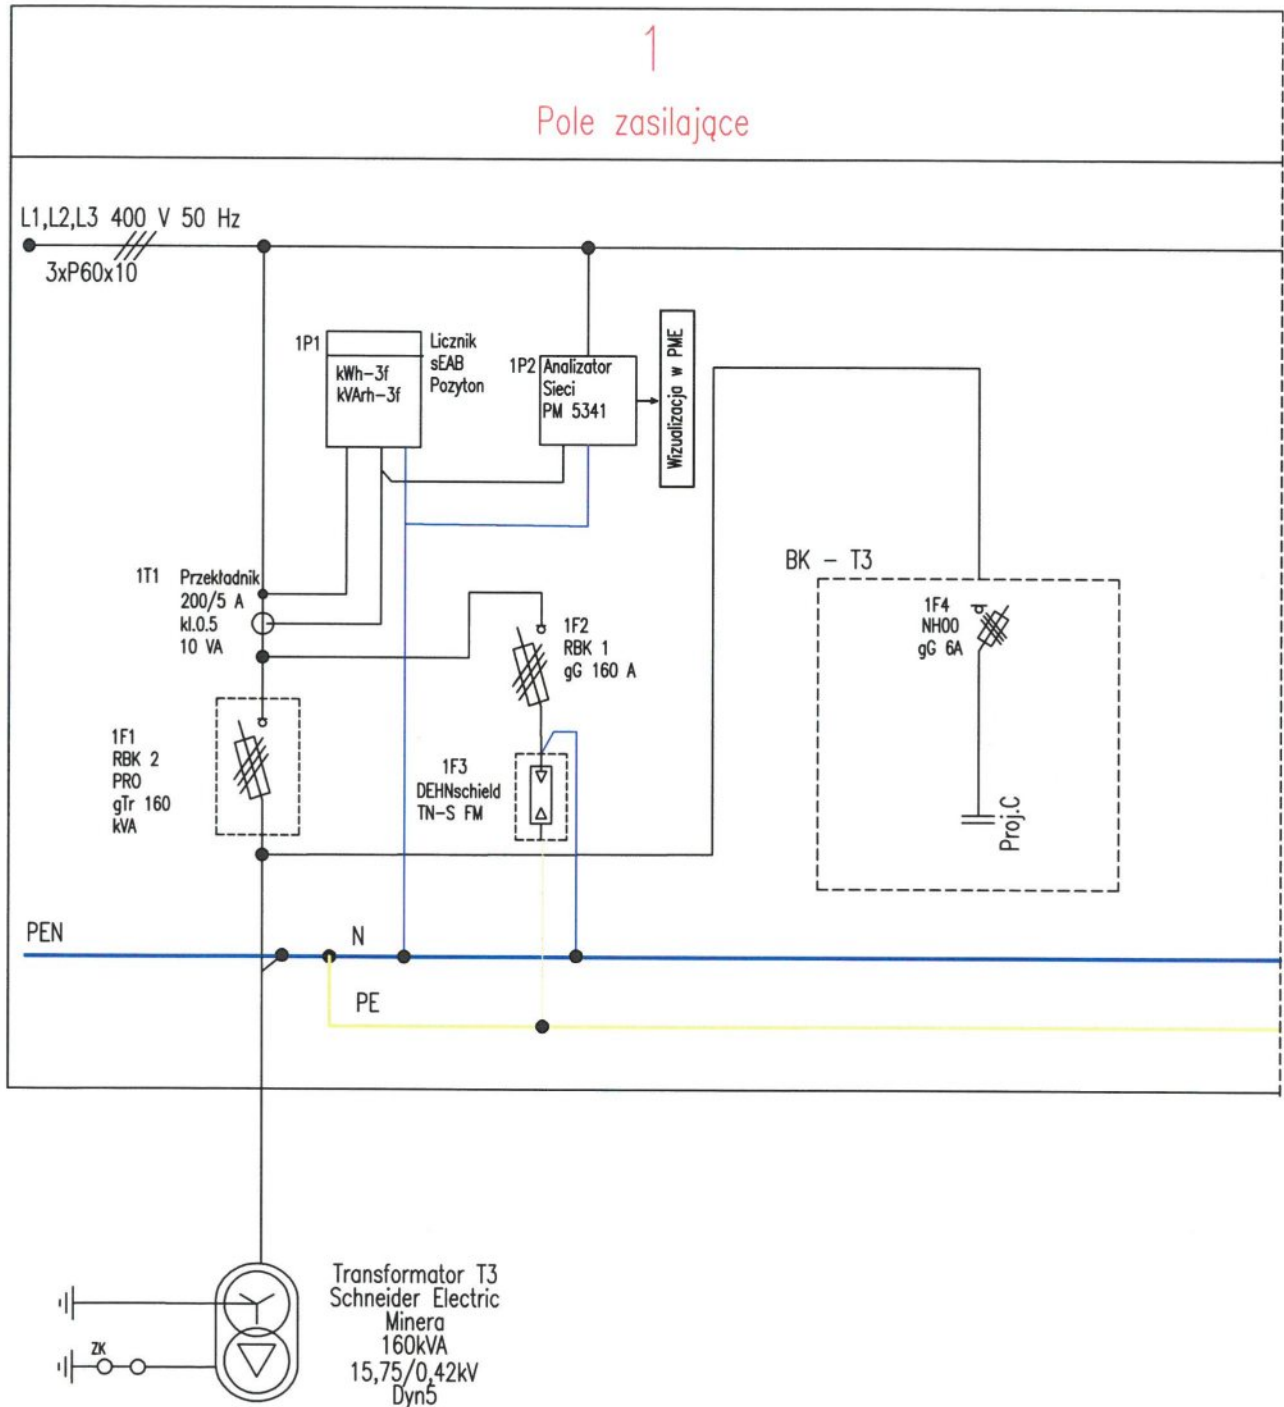 1
Pole zasilające
L1,L2,L3 400 V 50 Hz
3xP60x10
1P1
kWh-3f
kVArh-3f
Licznik
sEAB
Pozyton
1P2
Analizator
Sieci
PM 5341
Wizualizacja w PME
1T1
Przekładnik
200/5 A
kl.0.5
10 VA
1F2
RBK 1
gG 160 A
BK - T3
1F4
NH00
gG 6A
Proj.C
1F1
RBK 2
PRO
gTr 160
kVA
1F3
DEHNschield
TN-S FM
PEN
N
PE
Transformator T3
Schneider Electric
Minera
160kVA
15,75/0,42kV
Dyn5
ZK